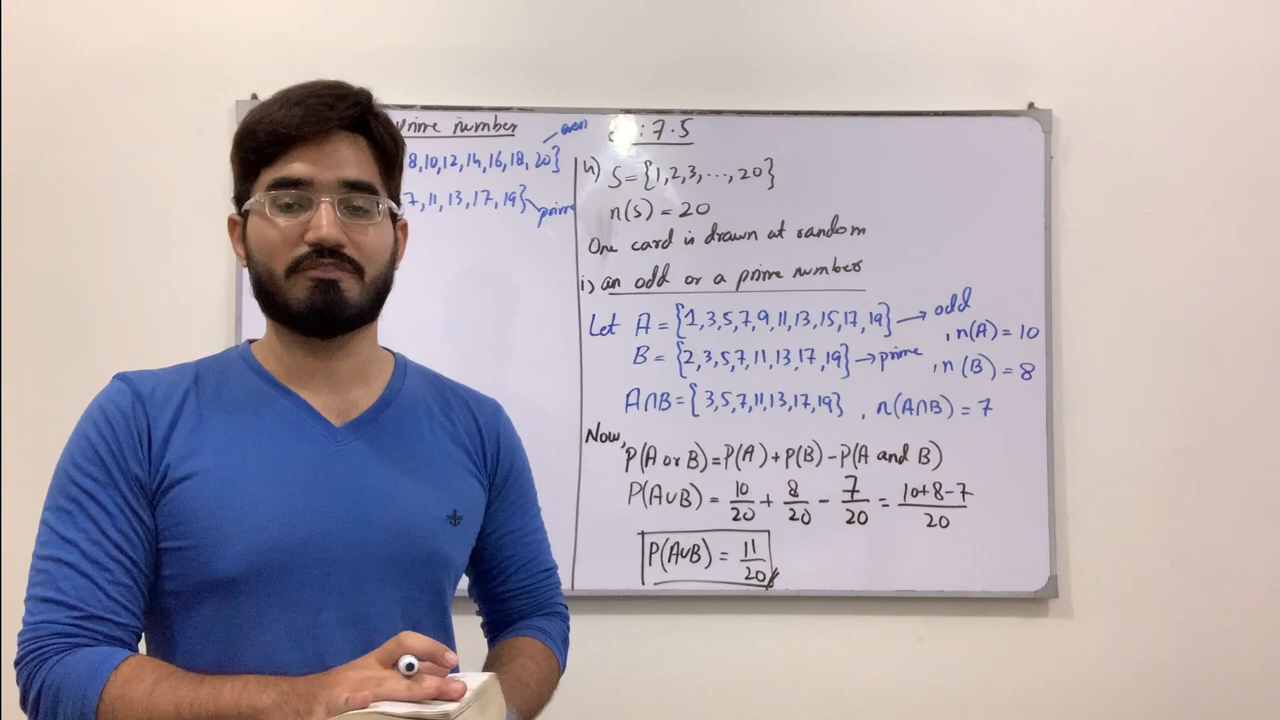 prime number
even
8,10,12,14,16,18,20}
7,11,13,17,19}
prime
: 7.5
S={1,2,3,...,20}
n(S)=20
One card is drawn at random
i) an odd or a prime number
Let A={1,3,5,7,9,11,13,15,17,19} → odd , n(A)=10
B={2,3,5,7,11,13,17,19} → prime , n(B)=8
A∩B={3,5,7,11,13,17,19} , n(A∩B)=7
Now,
P(A or B)=P(A)+P(B)-P(A and B)
P(A∪B) = 10/20 + 8/20 - 7/20 = 10+8-7/20
P(A∪B) = 11/20